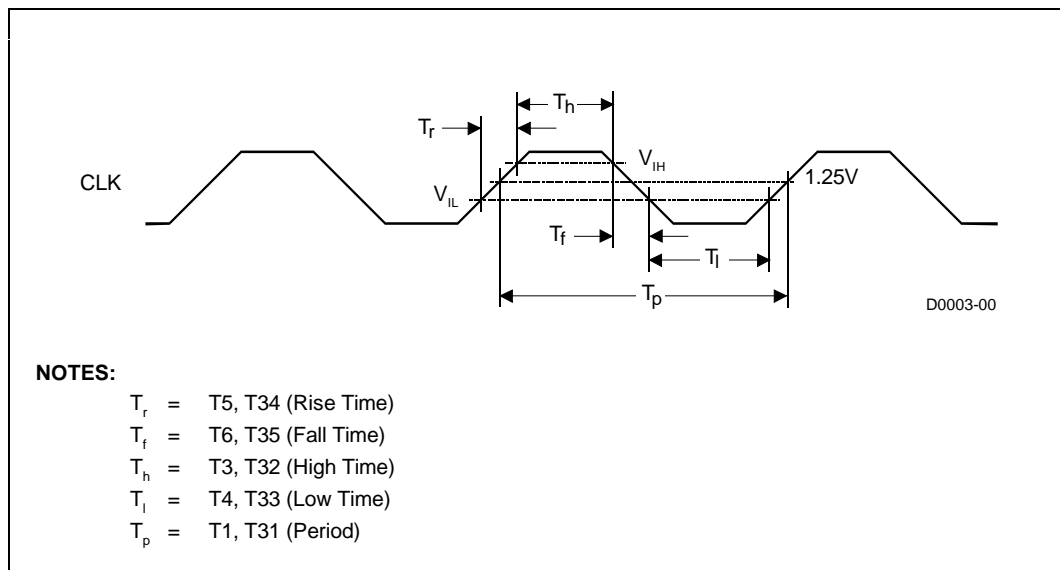 Th
Tr
CLK
VIH
VIL
1.25V
Tf
Tl
Tp
D0003-00
NOTES:
Tr = T5, T34 (Rise Time)
Tf = T6, T35 (Fall Time)
Th = T3, T32 (High Time)
Tl = T4, T33 (Low Time)
Tp = T1, T31 (Period)